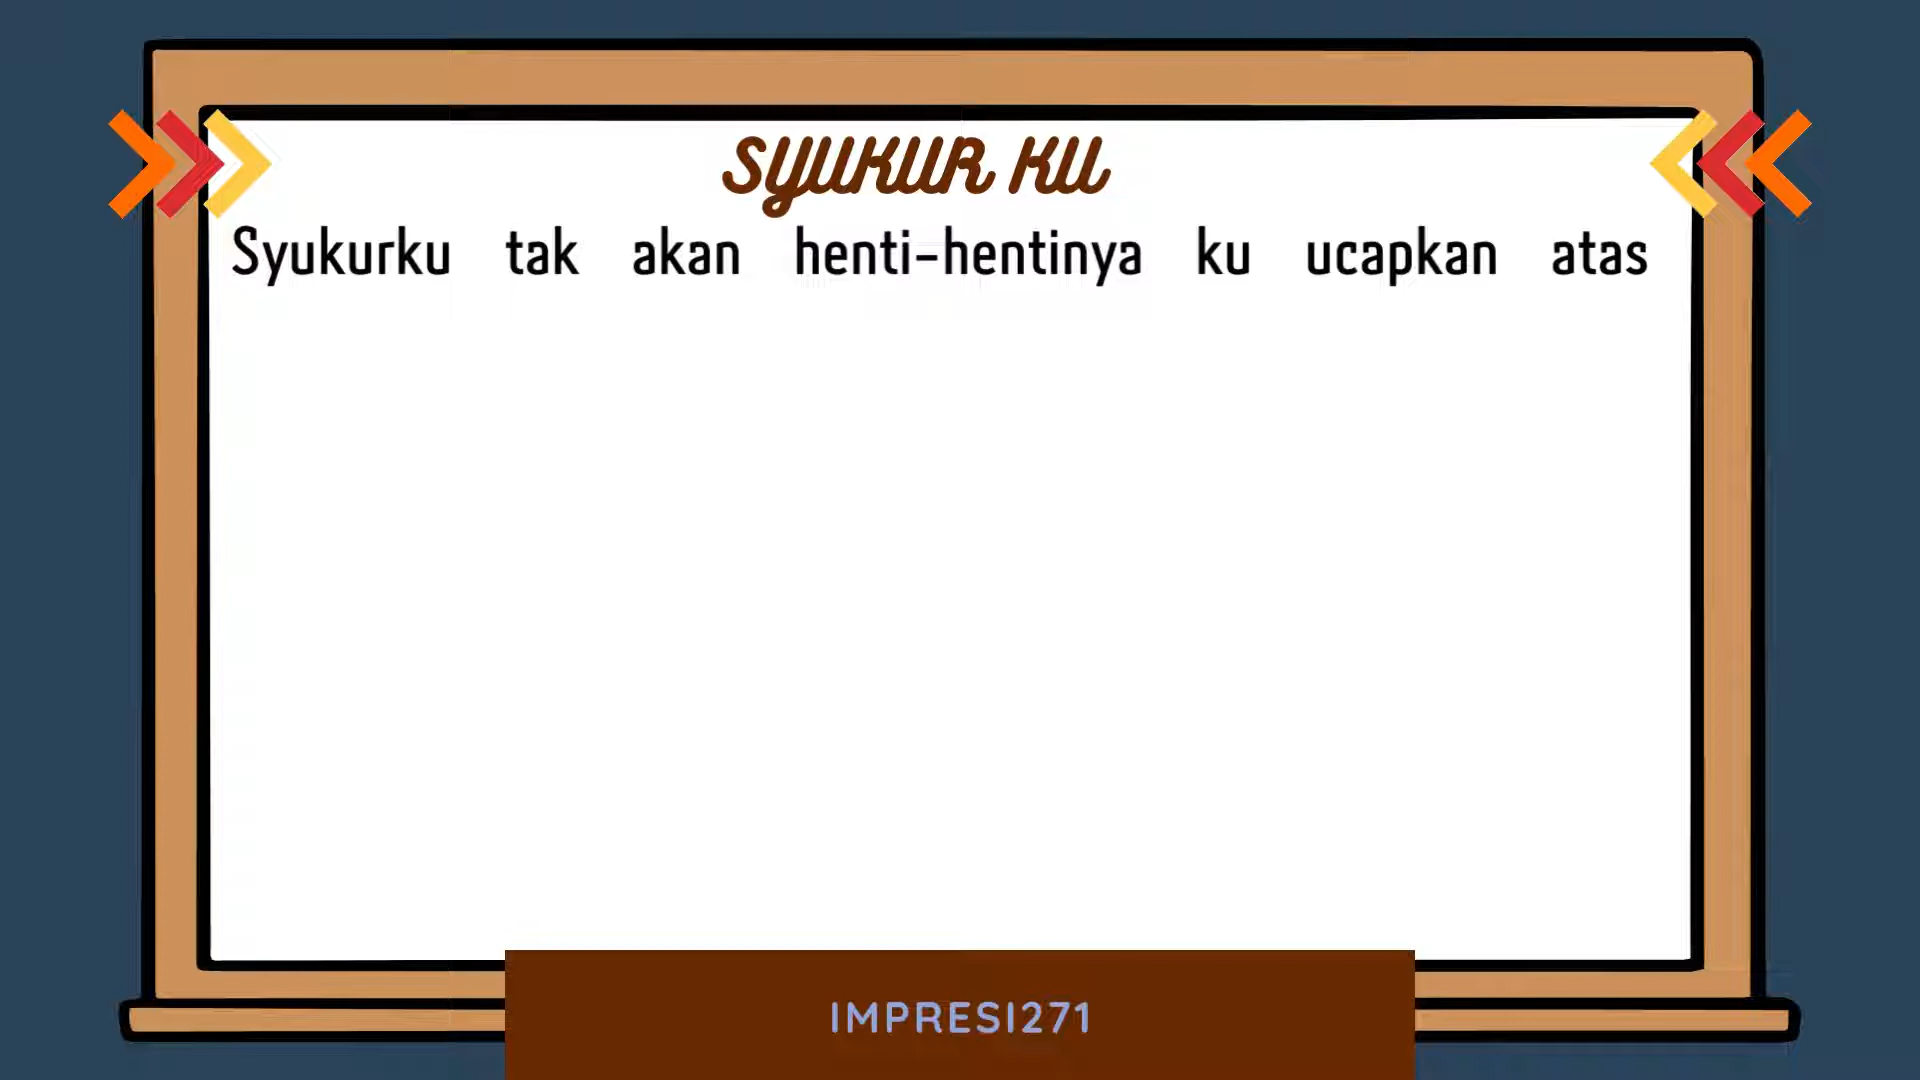 SYUKUR KU
Syukurku tak akan henti-hentinya ku ucapkan atas
IMPRESI271